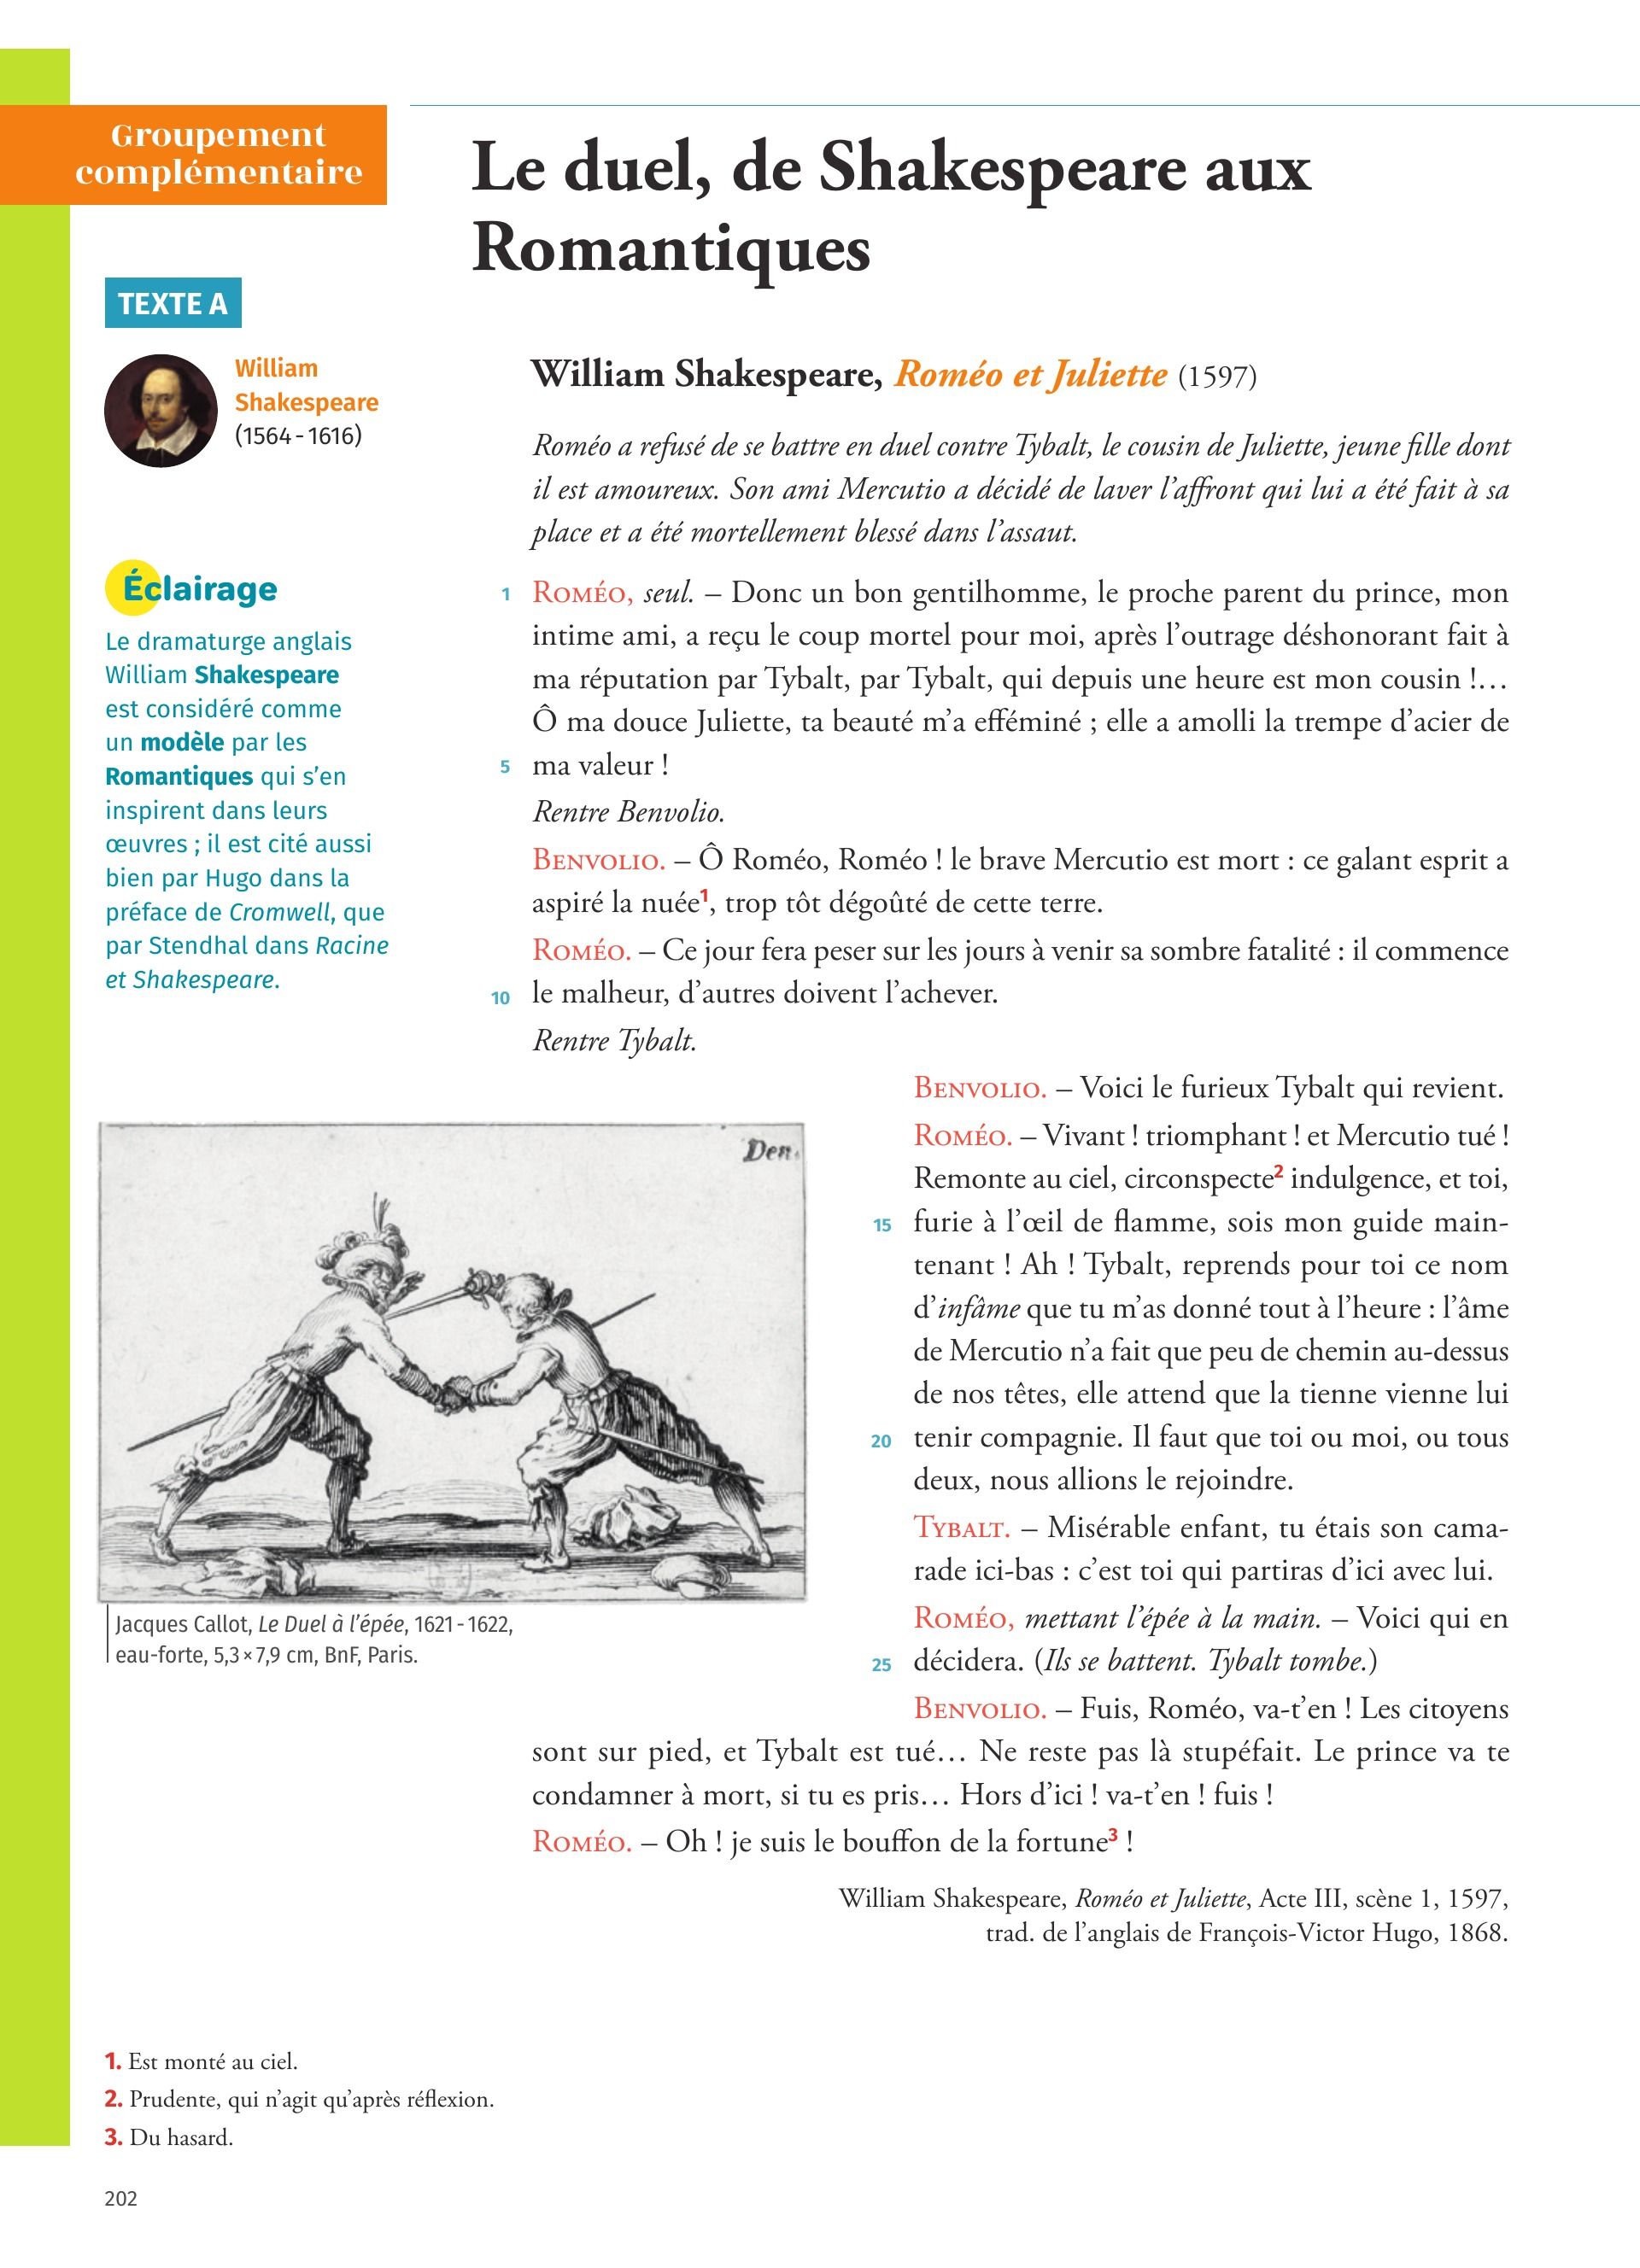 Groupement
complémentaire
Le duel, de Shakespeare aux
Romantiques
TEXTE A
William
Shakespeare
(1564 - 1616)
Éclairage
Le dramaturge anglais
William Shakespeare
est considéré comme
un modèle par les
Romantiques qui s’en
inspirent dans leurs
œuvres ; il est cité aussi
bien par Hugo dans la
préface de Cromwell, que
par Stendhal dans Racine
et Shakespeare.
William Shakespeare, Roméo et Juliette (1597)
Roméo a refusé de se battre en duel contre Tybalt, le cousin de Juliette, jeune fille dont
il est amoureux. Son ami Mercutio a décidé de laver l’affront qui lui a été fait à sa
place et a été mortellement blessé dans l’assaut.
1 Roméo, seul. – Donc un bon gentilhomme, le proche parent du prince, mon
intime ami, a reçu le coup mortel pour moi, après l’outrage déshonorant fait à
ma réputation par Tybalt, par Tybalt, qui depuis une heure est mon cousin !…
Ô ma douce Juliette, ta beauté m’a efféminé ; elle a amolli la trempe d’acier de
5 ma valeur !
Rentre Benvolio.
Benvolio. – Ô Roméo, Roméo ! le brave Mercutio est mort : ce galant esprit a
aspiré la nuée1, trop tôt dégoûté de cette terre.
Roméo. – Ce jour fera peser sur les jours à venir sa sombre fatalité : il commence
10 le malheur, d’autres doivent l’achever.
Rentre Tybalt.
Benvolio. – Voici le furieux Tybalt qui revient.
Roméo. – Vivant ! triomphant ! et Mercutio tué !
Remonte au ciel, circonspecte2 indulgence, et toi,
15 furie à l’œil de flamme, sois mon guide main-
tenant ! Ah ! Tybalt, reprends pour toi ce nom
d’infâme que tu m’as donné tout à l’heure : l’âme
de Mercutio n’a fait que peu de chemin au-dessus
de nos têtes, elle attend que la tienne vienne lui
20 tenir compagnie. Il faut que toi ou moi, ou tous
deux, nous allions le rejoindre.
Tybalt. – Misérable enfant, tu étais son cama-
rade ici-bas : c’est toi qui partiras d’ici avec lui.
Roméo, mettant l’épée à la main. – Voici qui en
25 décidera. (Ils se battent. Tybalt tombe.)
Benvolio. – Fuis, Roméo, va-t’en ! Les citoyens
sont sur pied, et Tybalt est tué… Ne reste pas là stupéfait. Le prince va te
condamner à mort, si tu es pris… Hors d’ici ! va-t’en ! fuis !
Roméo. – Oh ! je suis le bouffon de la fortune3 !
William Shakespeare, Roméo et Juliette, Acte III, scène 1, 1597,
trad. de l’anglais de François-Victor Hugo, 1868.
Den.
Jacques Callot, Le Duel à l’épée, 1621 - 1622,
eau-forte, 5,3 × 7,9 cm, BnF, Paris.
1. Est monté au ciel.
2. Prudente, qui n’agit qu’après réflexion.
3. Du hasard.
202